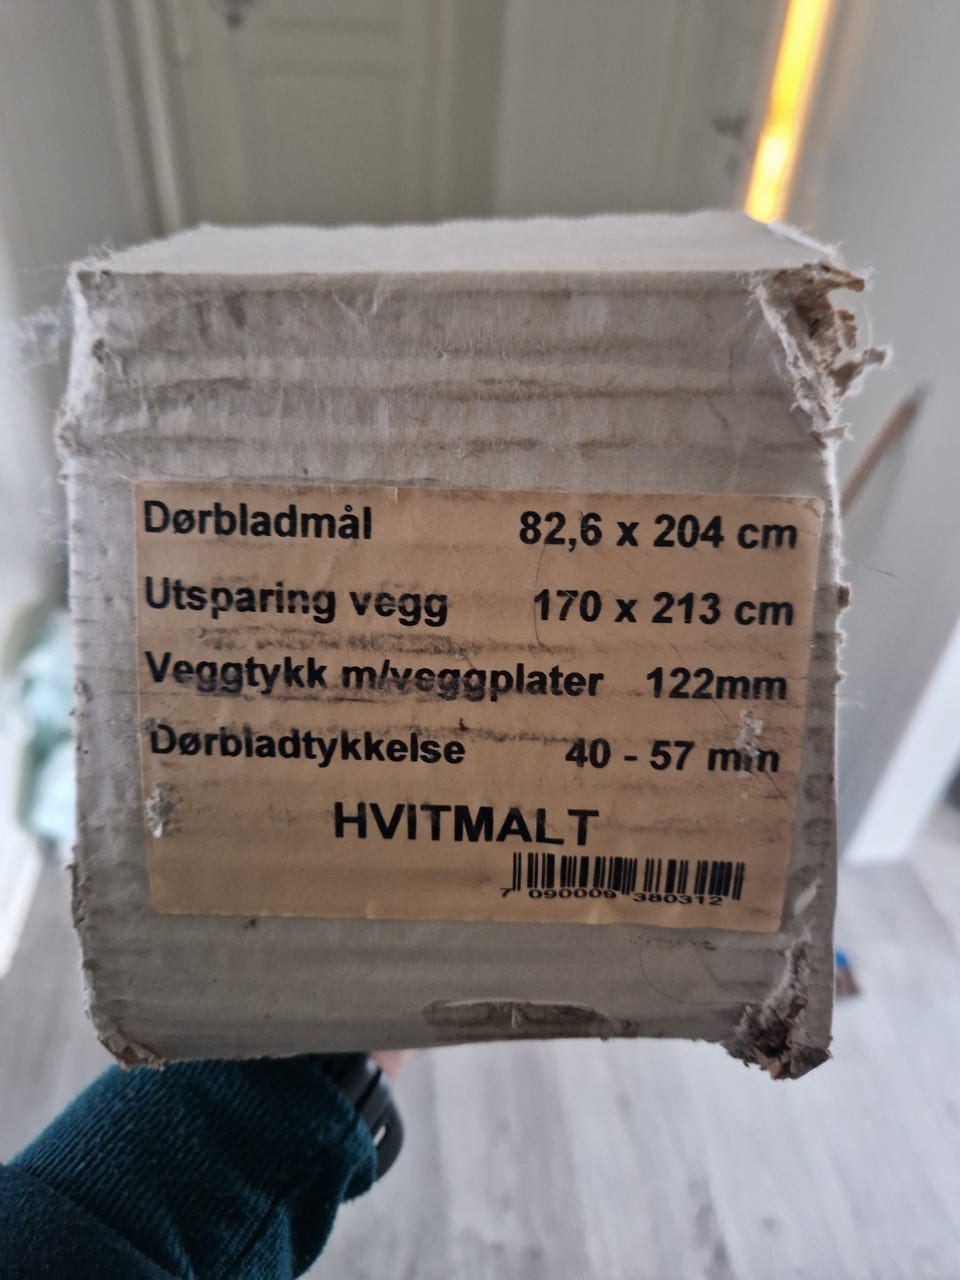 Dørbladmål 82,6 x 204 cm
Utsparing vegg 170 x 213 cm
Veggtykk m/veggplater 122mm
Dørbladtykkelse 40 - 57 mm
HVITMALT
7 090009 380312